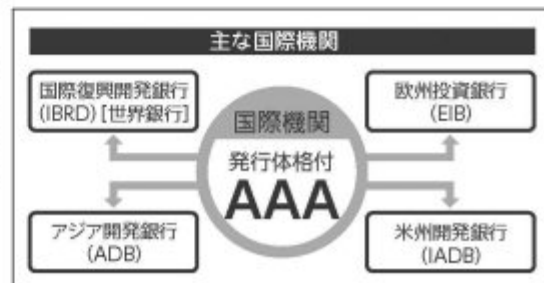 主な国際機関
国際復興開発銀行
(IBRD)[世界銀行]
欧州投資銀行
(EIB)
国際機関
発行体格付
AAA
アジア開発銀行
(ADB)
米州開発銀行
(IADB)